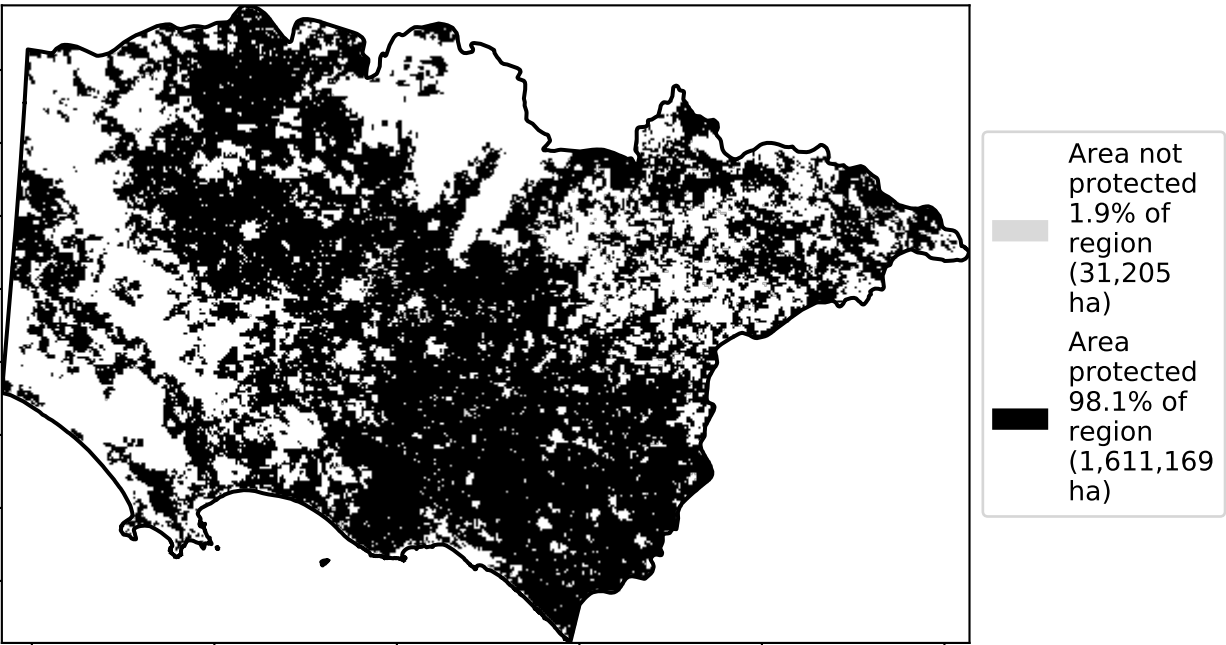 Area not
protected
1.9% of
region
(31,205
ha)
Area
protected
98.1% of
region
(1,611,169
ha)